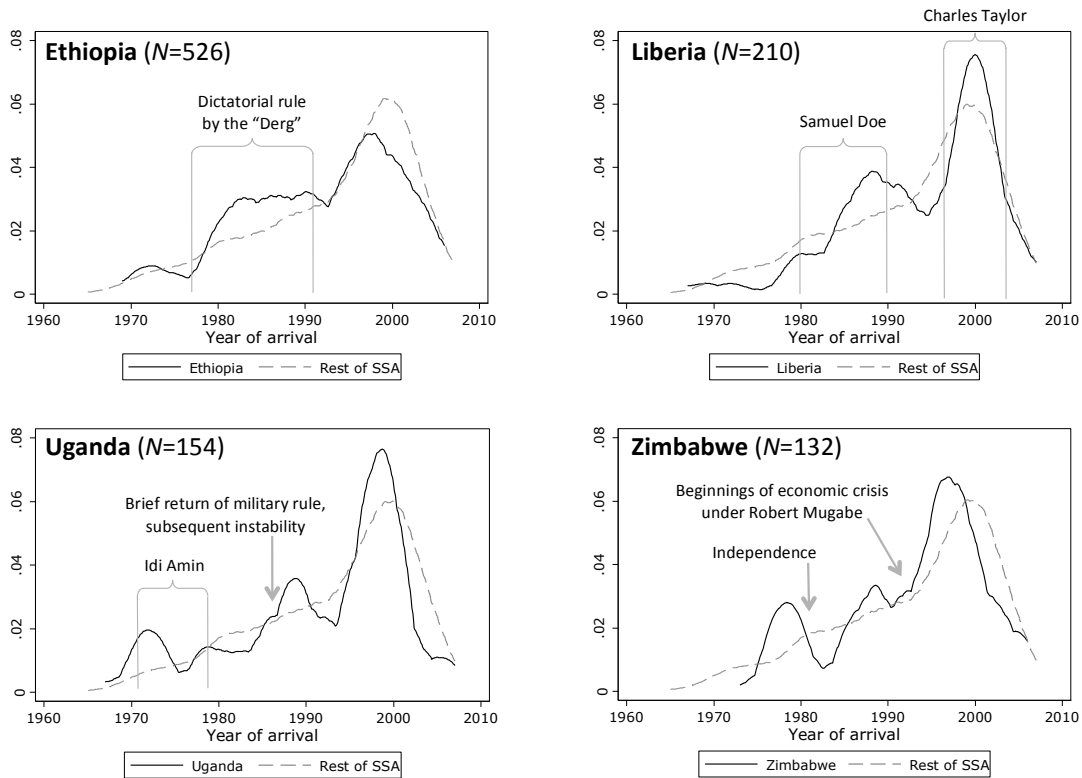 Charles Taylor
Ethiopia (N=526)
Dictatorial rule
by the “Derg”
.08
.06
.04
.02
0
1960 1970 1980 1990 2000 2010
Year of arrival
Ethiopia Rest of SSA
Liberia (N=210)
Samuel Doe
.08
.06
.04
.02
0
1960 1970 1980 1990 2000 2010
Year of arrival
Liberia Rest of SSA
Uganda (N=154)
Brief return of military rule,
subsequent instability
Idi Amin
.08
.06
.04
.02
0
1960 1970 1980 1990 2000 2010
Year of arrival
Uganda Rest of SSA
Zimbabwe (N=132)
Beginnings of economic crisis
under Robert Mugabe
Independence
.08
.06
.04
.02
0
1960 1970 1980 1990 2000 2010
Year of arrival
Zimbabwe Rest of SSA